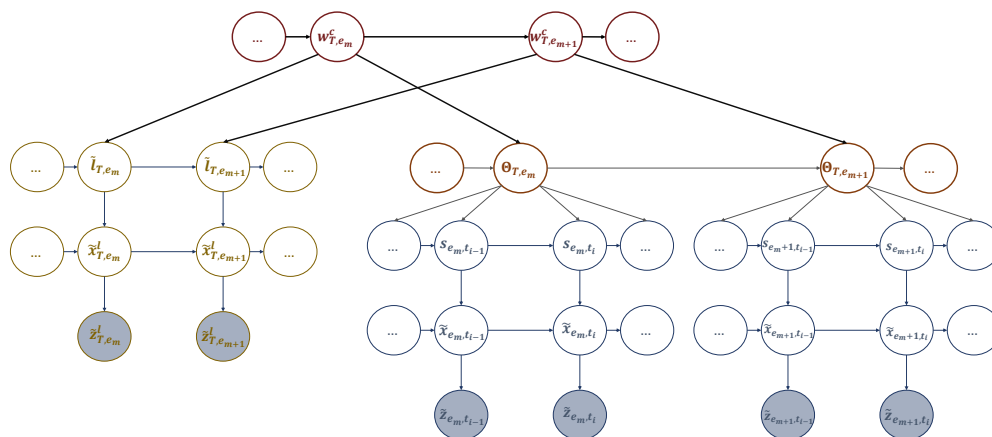 ... w^c_{T,e_m} w^c_{T,e_{m+1}} ...
... l̃_{T,e_m} l̃_{T,e_{m+1}} ... ... Θ_{T,e_m} Θ_{T,e_{m+1}} ...
... s_{e_m,t_{i-1}} s_{e_m,t_i} ... ... s_{e_{m+1},t_{i-1}} s_{e_{m+1},t_i} ...
... x̃^l_{T,e_m} x̃^l_{T,e_{m+1}} ...
... x̃_{e_m,t_{i-1}} x̃_{e_m,t_i} ... ... x̃_{e_{m+1},t_{i-1}} x̃_{e_{m+1},t_i} ...
z̃^l_{T,e_m} z̃^l_{T,e_{m+1}}
z̃_{e_m,t_{i-1}} z̃_{e_m,t_i} z̃_{e_{m+1},t_{i-1}} z̃_{e_{m+1},t_i}